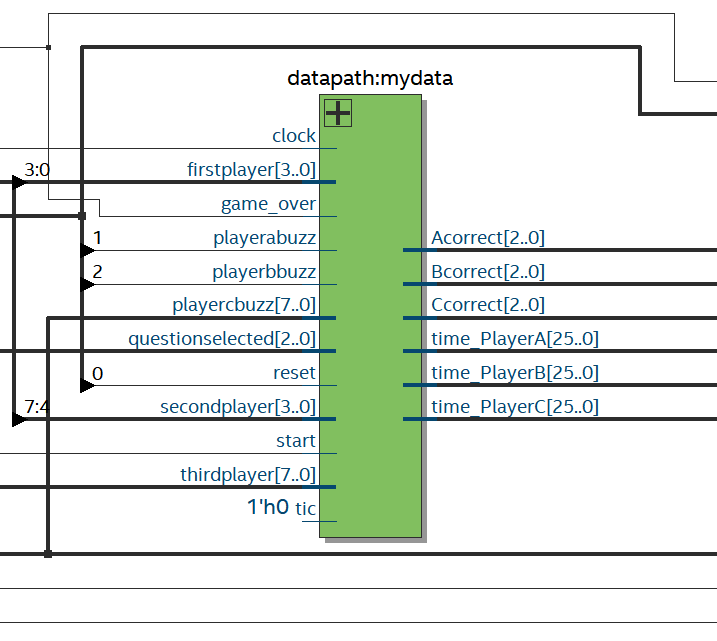 datapath:mydata
clock
3:0 firstplayer[3..0]
game_over
1 playerabuzz Acorrect[2..0]
2 playerbbuzz Bcorrect[2..0]
playercbuzz[7..0] Ccorrect[2..0]
questionselected[2..0] time_PlayerA[25..0]
0 reset time_PlayerB[25..0]
7:4 secondplayer[3..0] time_PlayerC[25..0]
start
thirdplayer[7..0]
1'h0 tic